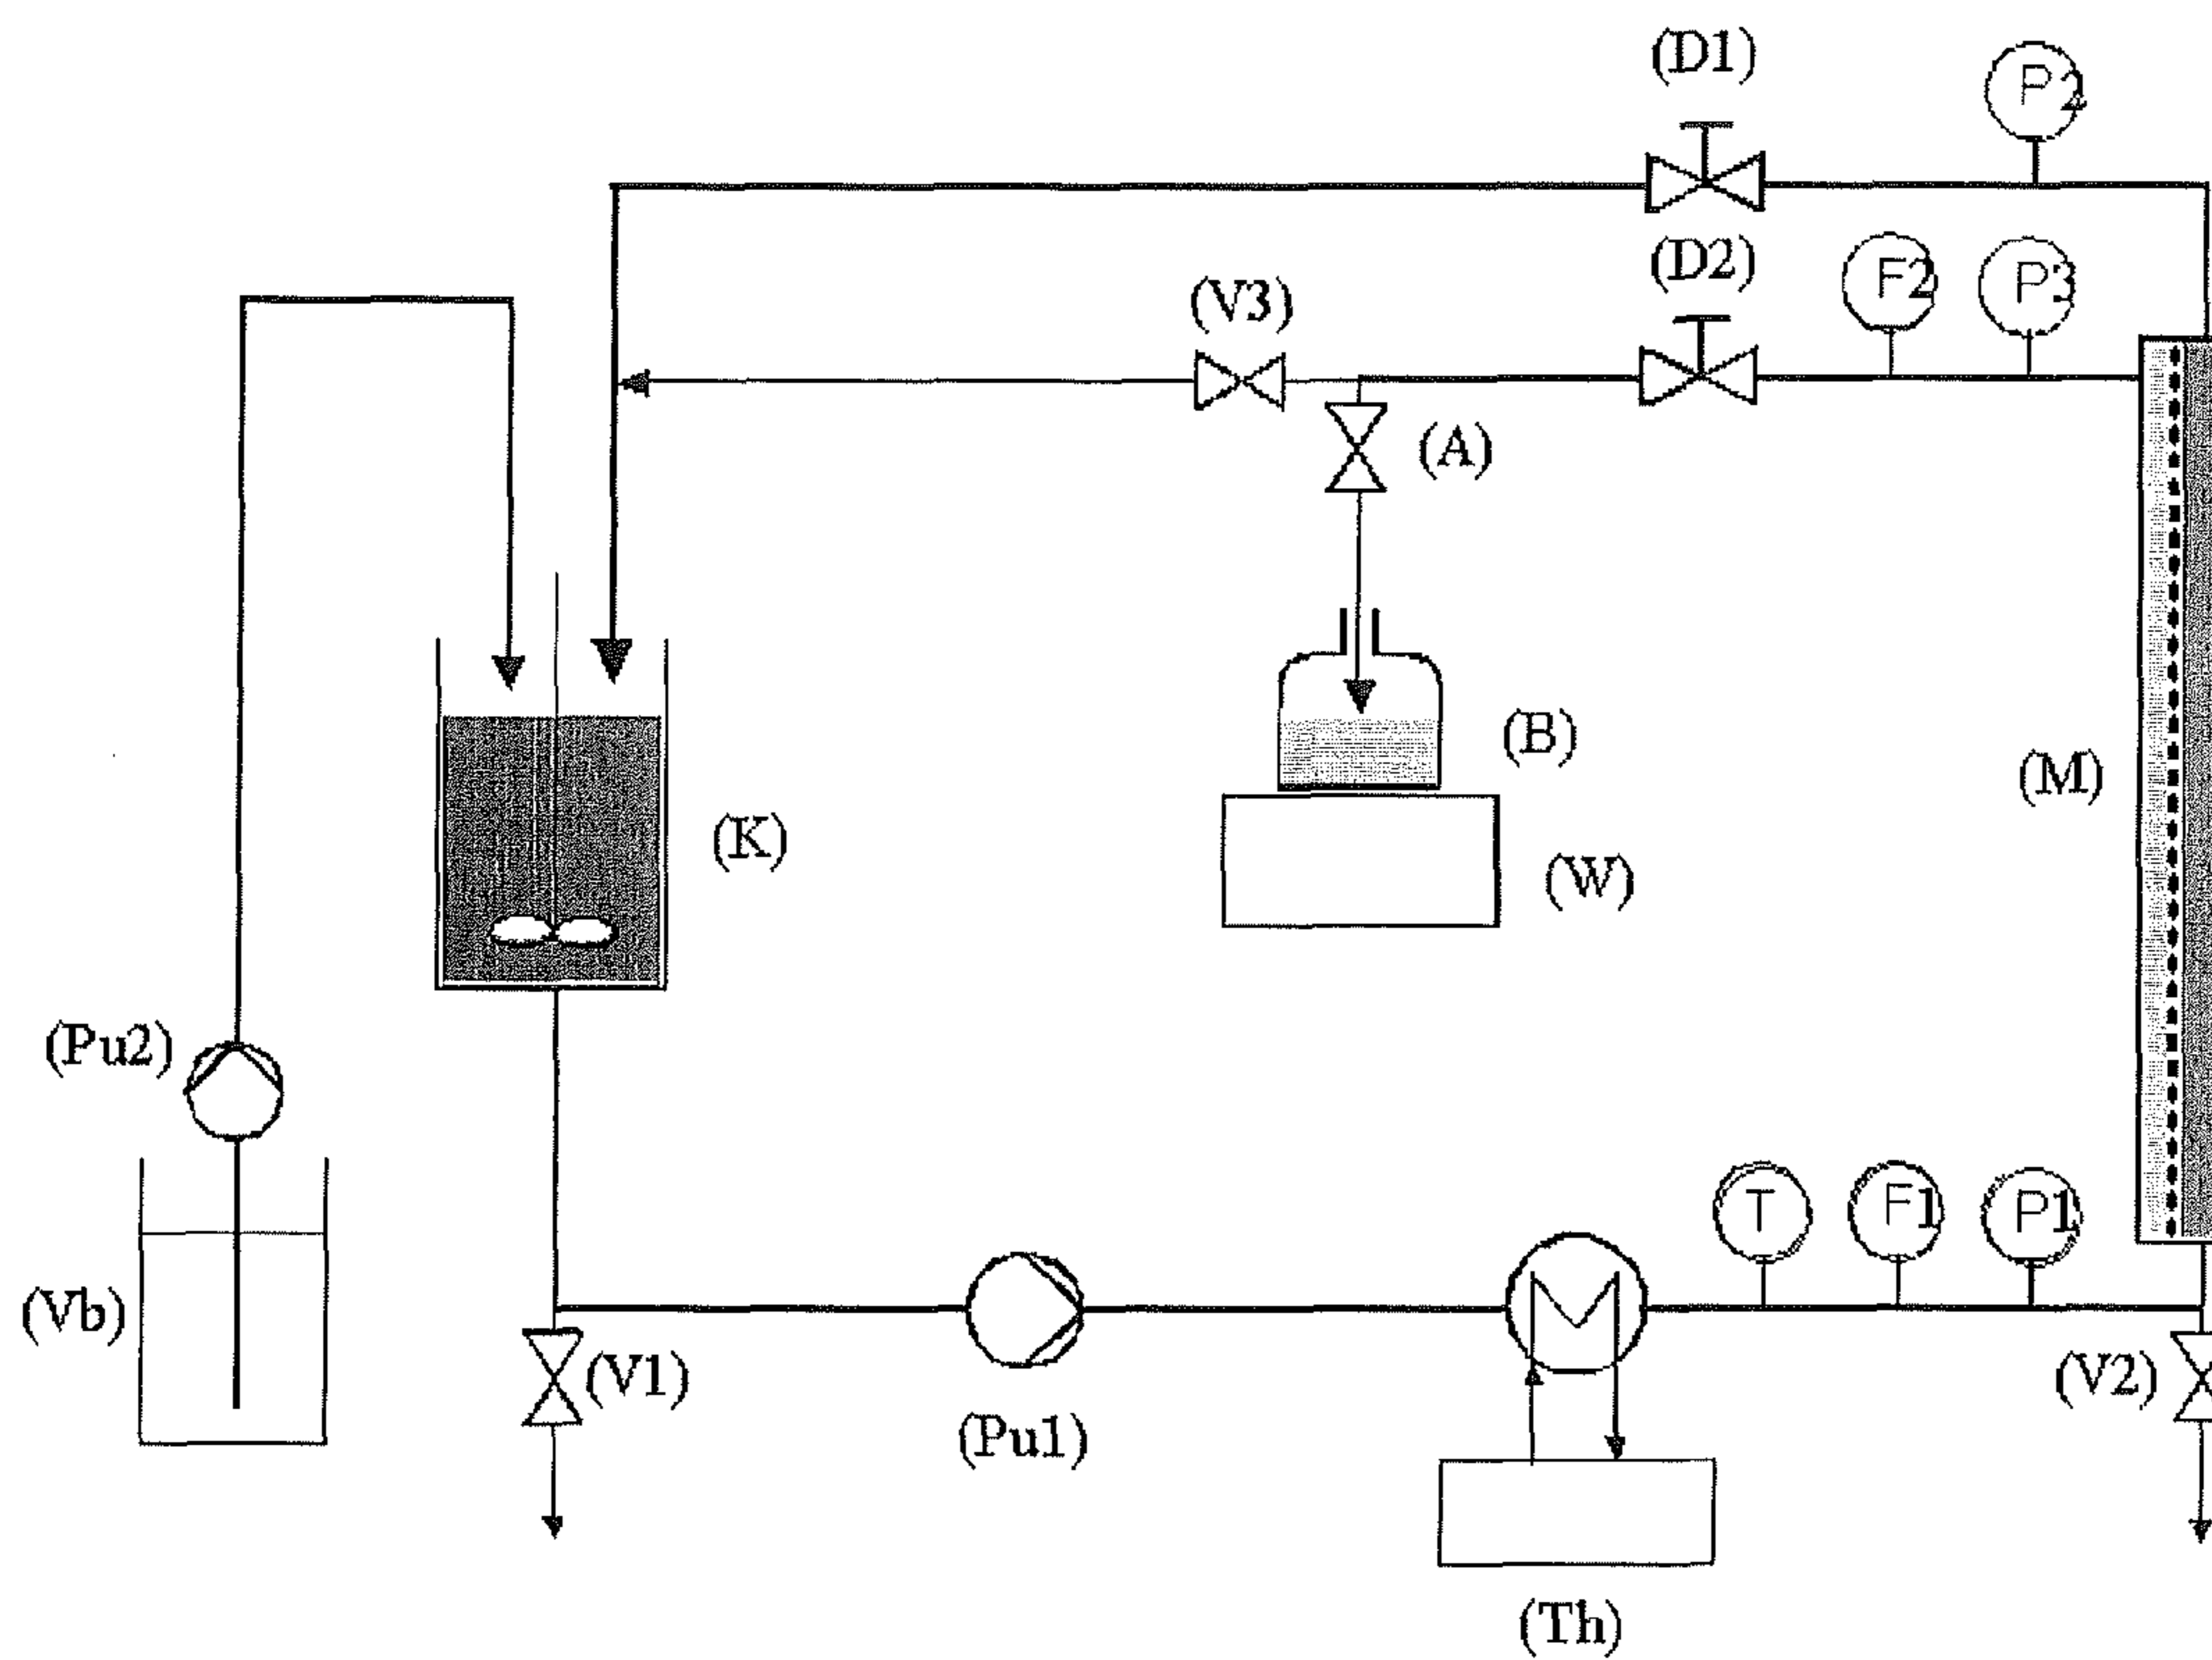 (D1)
P2
(D2)
(V3)
F2
P3
(A)
(B)
(M)
(K)
(W)
(Pu2)
T
F1
P1
(Vb)
(V1)
(V2)
(Pu1)
(Th)